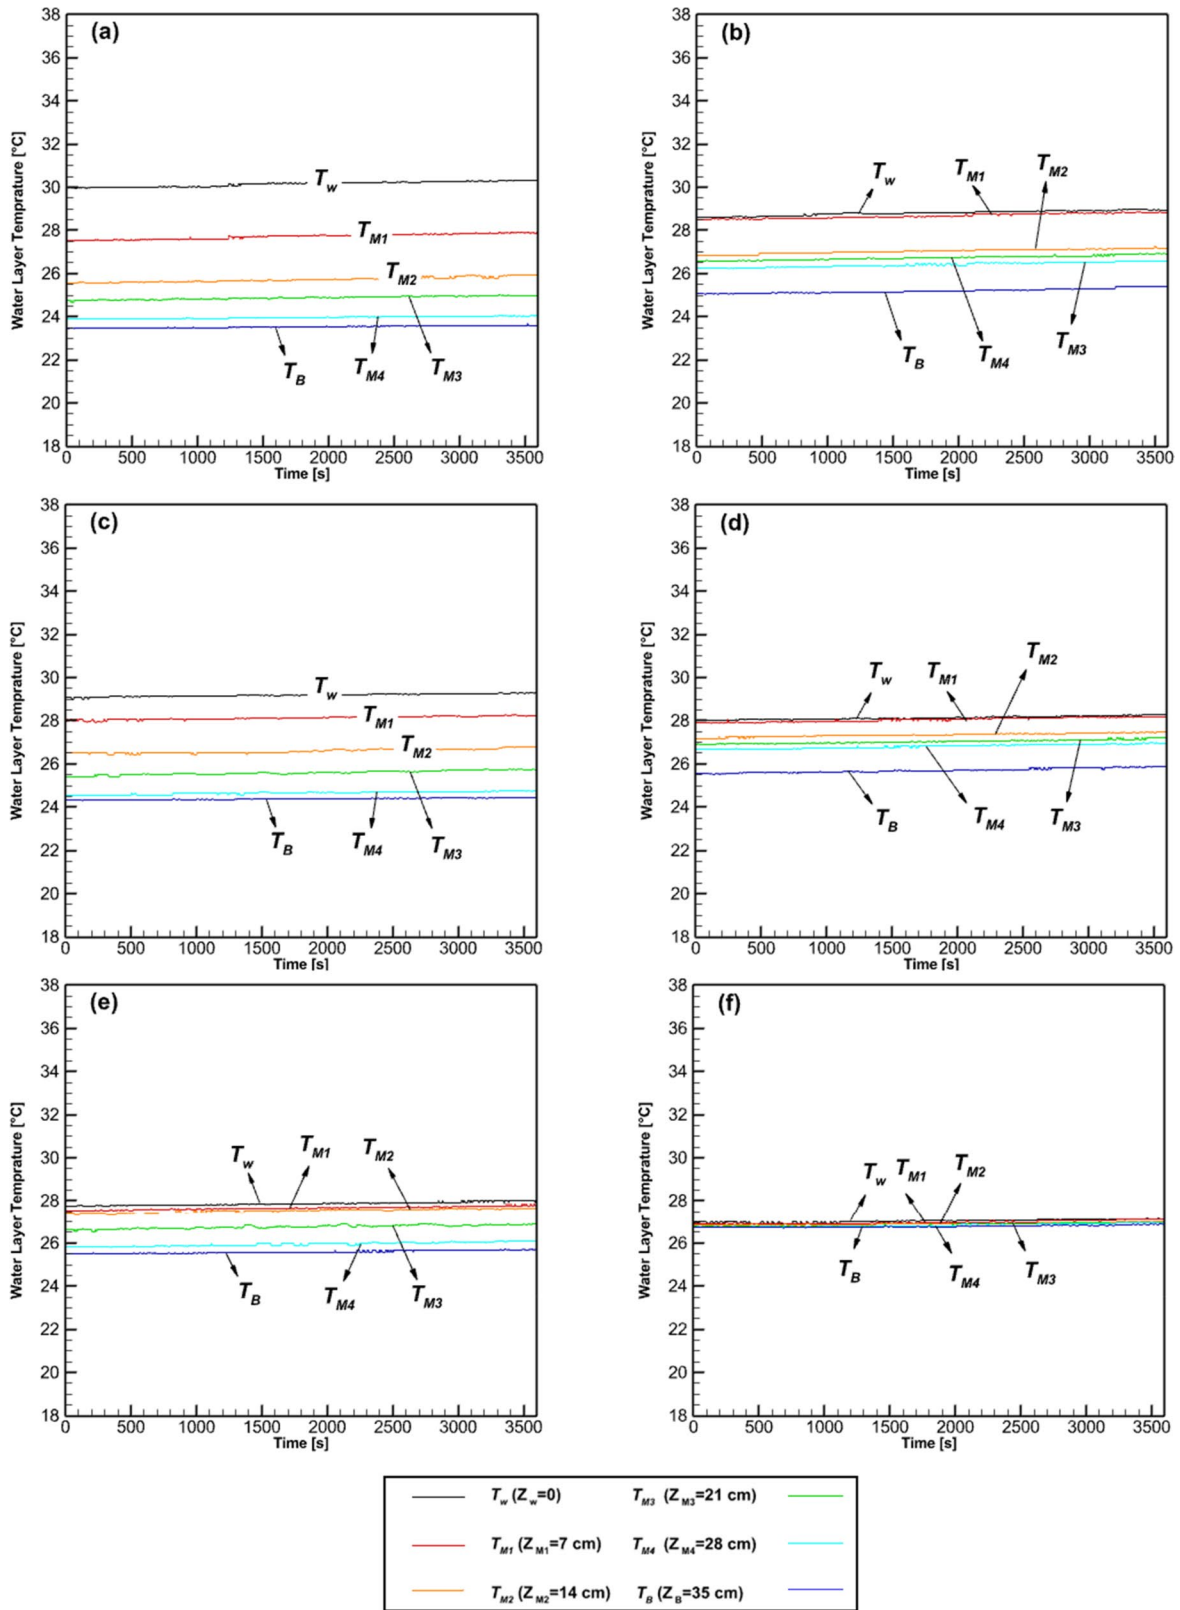 (a)
Water Layer Temprature [°C]
38
36
34
32
30
28
26
24
22
20
18
T_w
T_M1
T_M2
T_B
T_M4
T_M3
0 500 1000 1500 2000 2500 3000 3500
Time [s]
(b)
Water Layer Temprature [°C]
38
36
34
32
30
28
26
24
22
20
18
T_w
T_M1
T_M2
T_B
T_M4
T_M3
0 500 1000 1500 2000 2500 3000 3500
Time [s]
(c)
Water Layer Temprature [°C]
38
36
34
32
30
28
26
24
22
20
18
T_w
T_M1
T_M2
T_B
T_M4
T_M3
0 500 1000 1500 2000 2500 3000 3500
Time [s]
(d)
Water Layer Temprature [°C]
38
36
34
32
30
28
26
24
22
20
18
T_w
T_M1
T_M2
T_B
T_M4
T_M3
0 500 1000 1500 2000 2500 3000 3500
Time [s]
(e)
Water Layer Temprature [°C]
38
36
34
32
30
28
26
24
22
20
18
T_w
T_M1
T_M2
T_B
T_M4
T_M3
0 500 1000 1500 2000 2500 3000 3500
Time [s]
(f)
Water Layer Temprature [°C]
38
36
34
32
30
28
26
24
22
20
18
T_w
T_M1
T_M2
T_B
T_M4
T_M3
0 500 1000 1500 2000 2500 3000 3500
Time [s]
T_w (Z_w=0) T_M3 (Z_M3=21 cm)
T_M1 (Z_M1=7 cm) T_M4 (Z_M4=28 cm)
T_M2 (Z_M2=14 cm) T_B (Z_B=35 cm)